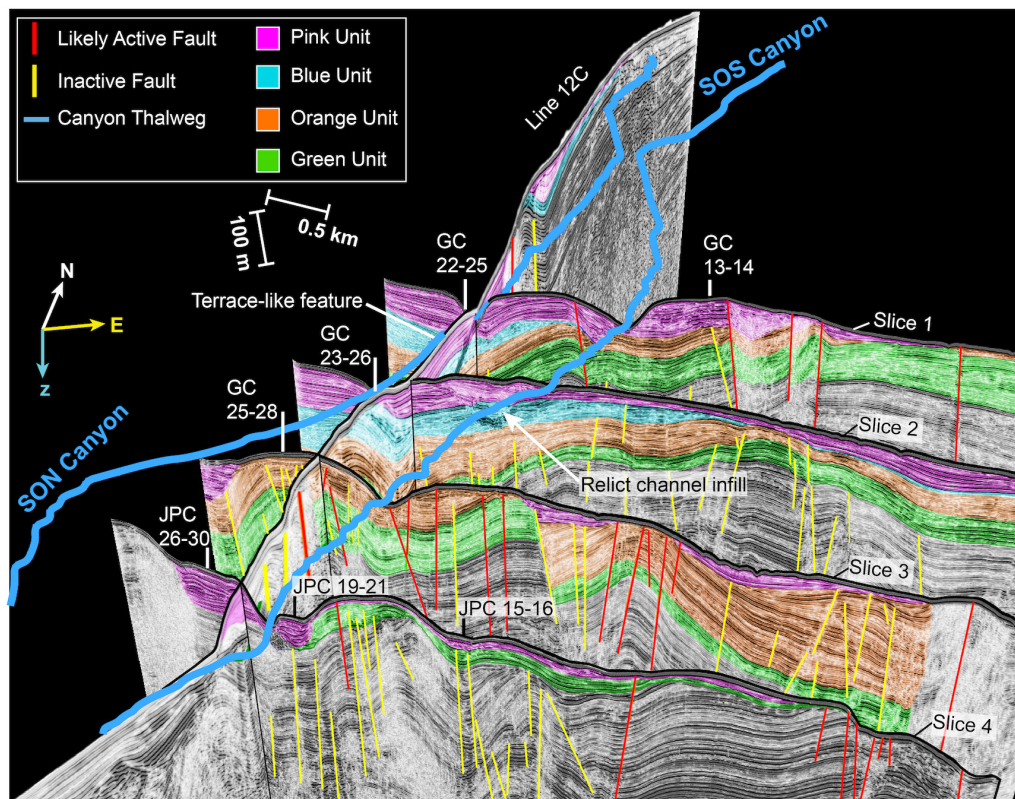 Likely Active Fault
Inactive Fault
Canyon Thalweg
Pink Unit
Blue Unit
Orange Unit
Green Unit
0.5 km
100 m
N
E
Z
Line 12C
SOS Canyon
GC
22-25
GC
13-14
Terrace-like feature
Slice 1
GC
23-26
GC
25-28
Slice 2
SON Canyon
Relict channel infill
JPC
26-30
Slice 3
JPC 19-21
JPC 15-16
Slice 4